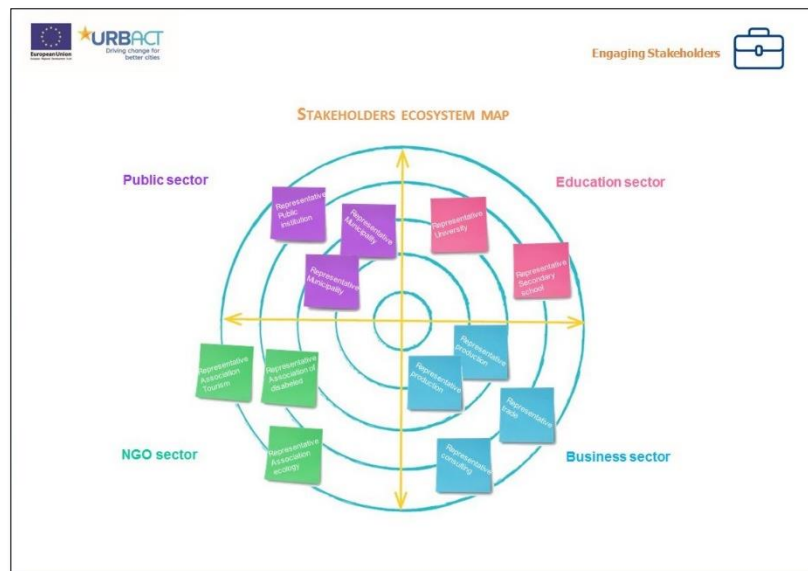 URBACT
Driving change for
better cities
European Union
Engaging Stakeholders
STAKEHOLDERS ECOSYSTEM MAP
Public sector
Education sector
Representative
Public
institution
Representative
Municipality
Representative
Municipality
Representative
University
Representative
Secondary
school
Representative
Association
Tourism
Representative
Association of
disabeled
Representative
Association
ecology
Representative
production
Representative
production
Representative
trade
Representative
consulting
NGO sector
Business sector